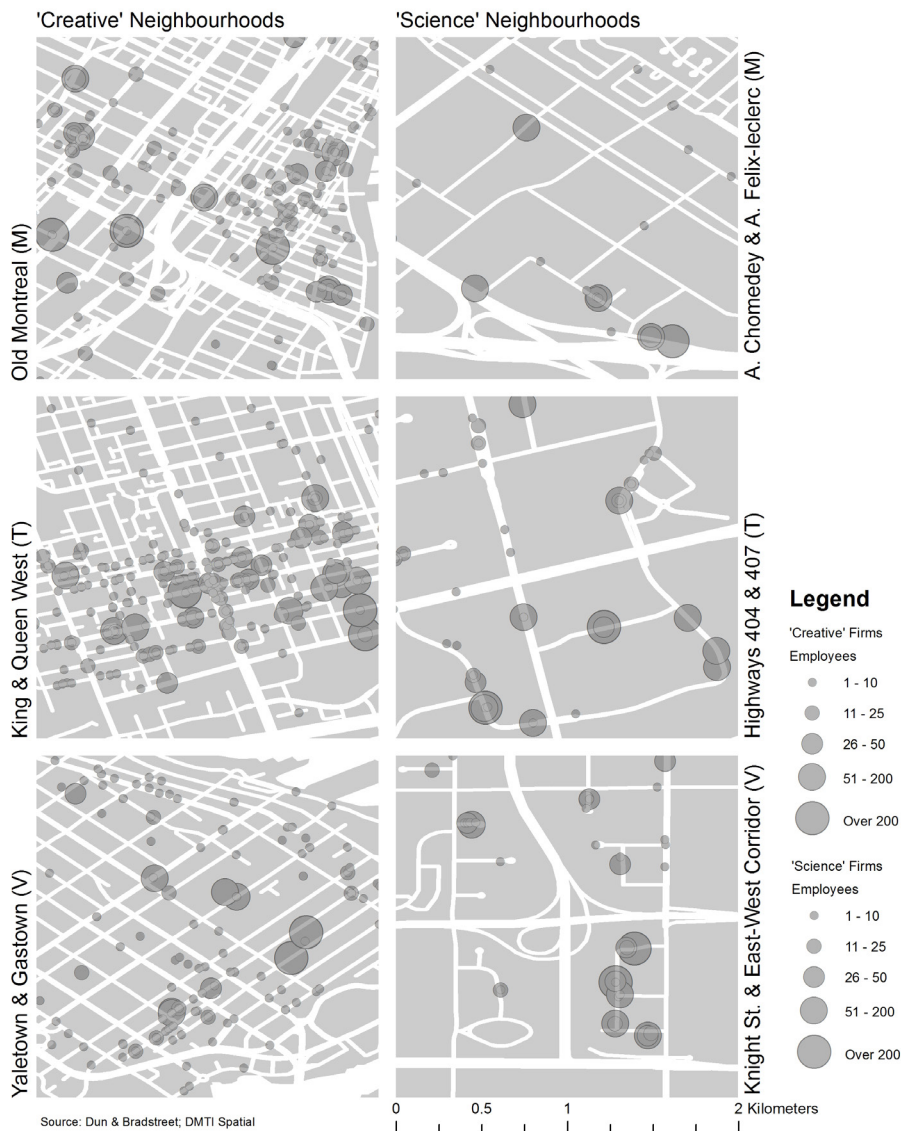 'Creative' Neighbourhoods
'Science' Neighbourhoods
Old Montreal (M)
A. Chomedey & A. Felix-leclerc (M)
King & Queen West (T)
Highways 404 & 407 (T)
Yaletown & Gastown (V)
Knight St. & East-West Corridor (V)
Legend
'Creative' Firms
Employees
1 - 10
11 - 25
26 - 50
51 - 200
Over 200
'Science' Firms
Employees
1 - 10
11 - 25
26 - 50
51 - 200
Over 200
Source: Dun & Bradstreet; DMTI Spatial
0 0.5 1 2 Kilometers